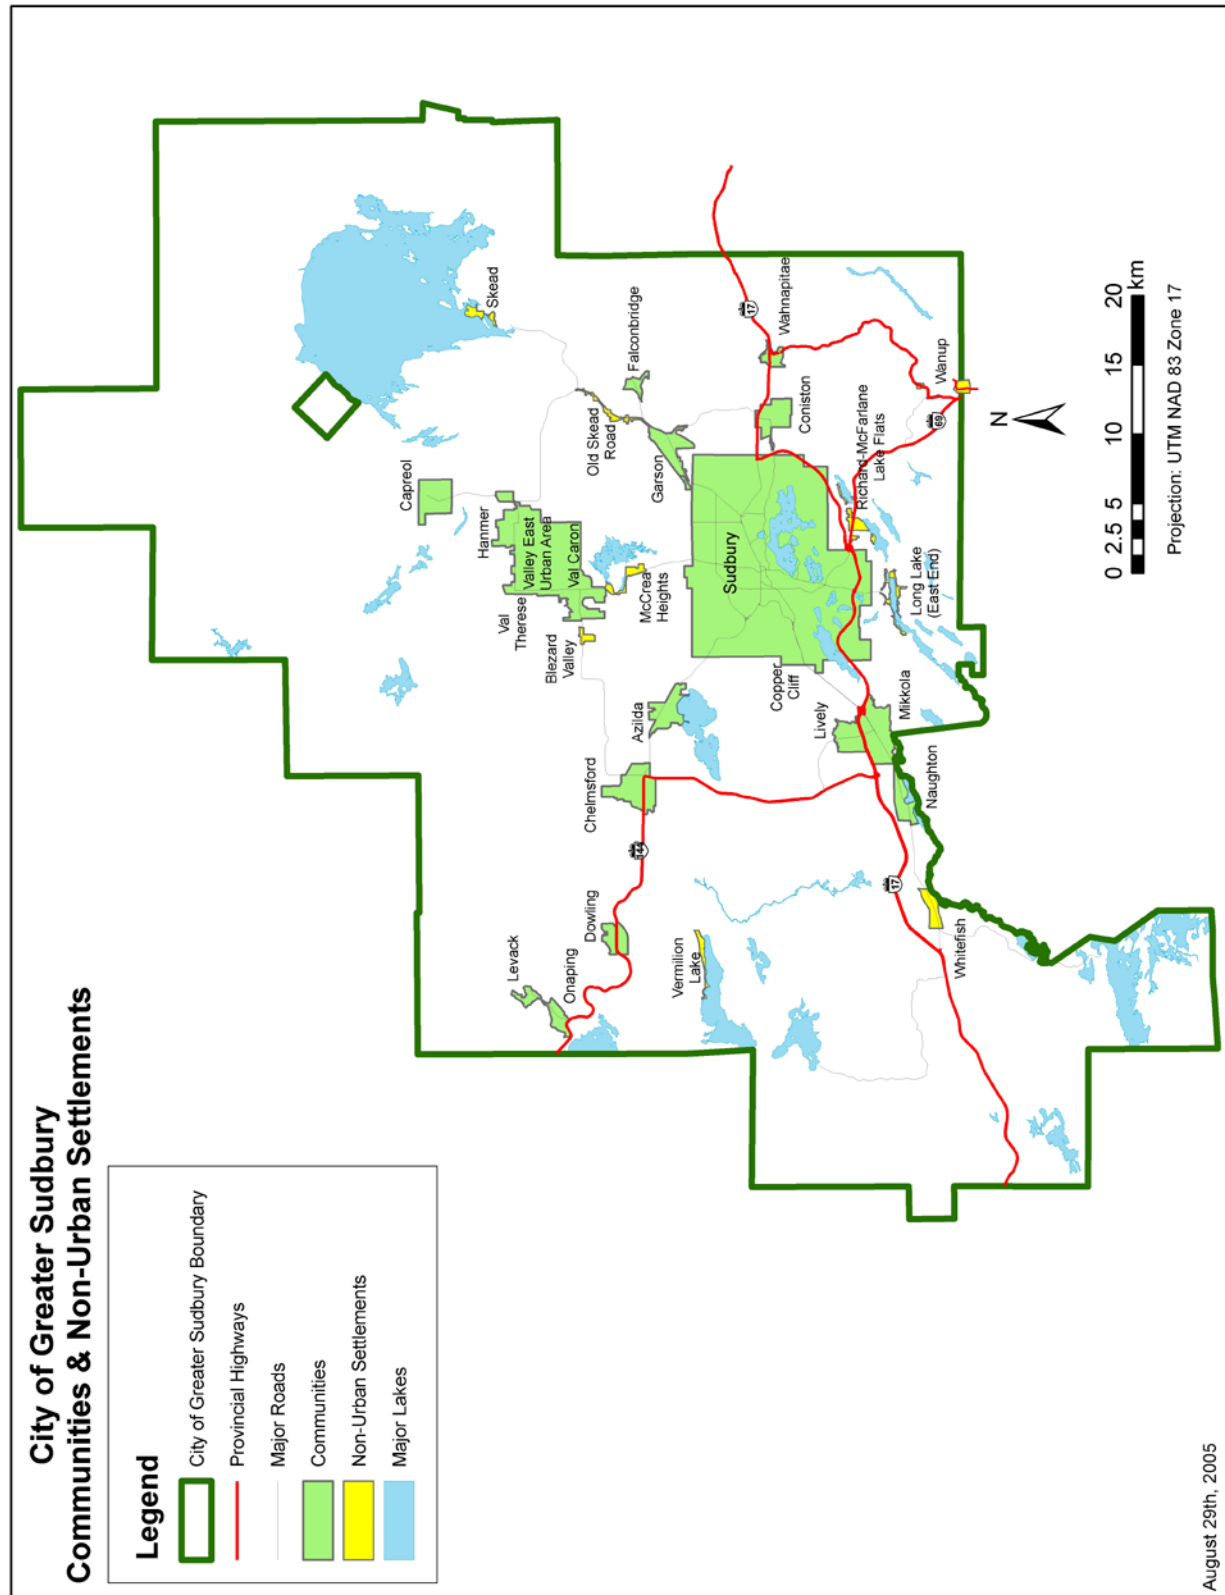 City of Greater Sudbury
Communities & Non-Urban Settlements
Legend
City of Greater Sudbury Boundary
Provincial Highways
Major Roads
Communities
Non-Urban Settlements
Major Lakes
Levack
Onaping
Dowling
Chelmsford
Azilda
Blezard
Valley
Val
Therese
Hanmer
Valley East
Urban Area
Val Caron
Capreol
McCrea
Heights
Skead
Old Skead
Road
Falconbridge
Garson
Sudbury
Copper
Cliff
Lively
Mikkola
Naughton
Whitefish
Vermilion
Lake
Coniston
Wahnapitae
Wanup
Richard-McFarlane
Lake Flats
Long Lake
(East End)
144
17
17
69
N
0 2.5 5 10 15 20
km
Projection: UTM NAD 83 Zone 17
August 29th, 2005